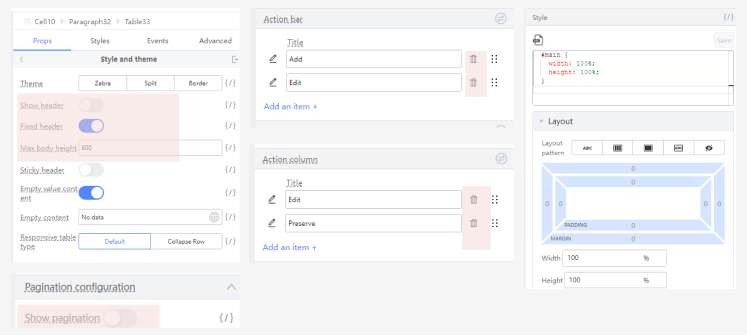 Cell10 > Paragraph32 > Table33
Props Styles Events Advanced
Style and theme
Theme Zebra Split Border {/}
Show header {/}
Fixed header {/}
Max body height 600 {/}
Sticky header {/}
Empty value cont
ent {/}
Empty content No data {/}
Responsive table
type Default Collapse Row {/}
Pagination configuration
Show pagination {/}
Action bar
Title
Add
Edit
Add an item +
Action column
Title
Edit
Preserve
Add an item +
Style {/}
Save
#main {
width: 100%;
height: 100%;
}
Layout
Layout
pattern ABC
0
0
0 0 0 0
PADDING 0
MARGIN 0
Width 100 %
Height 100 %